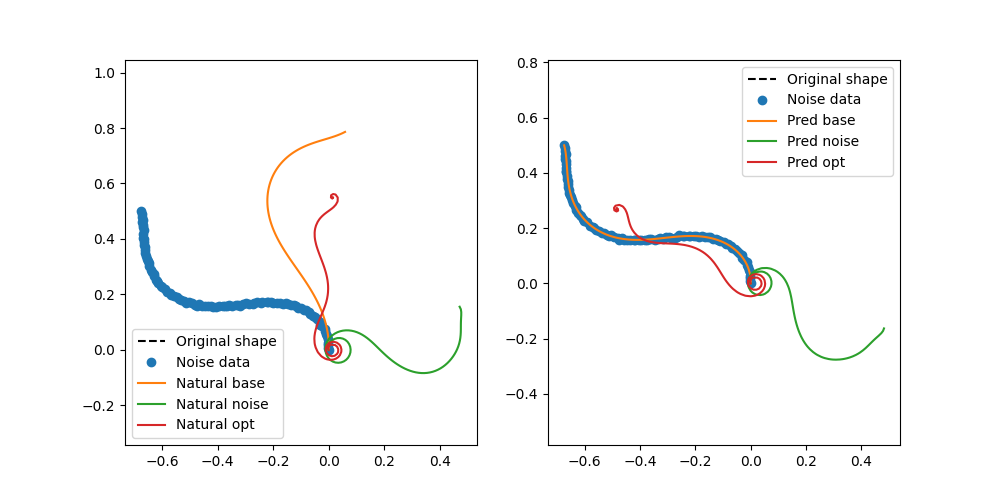 1.0
0.8
0.6
0.4
0.2
0.0
−0.2
−0.6
−0.4
−0.2
0.0
0.2
0.4
Original shape
Noise data
Natural base
Natural noise
Natural opt
0.8
0.6
0.4
0.2
0.0
−0.2
−0.4
−0.6
−0.4
−0.2
0.0
0.2
0.4
Original shape
Noise data
Pred base
Pred noise
Pred opt